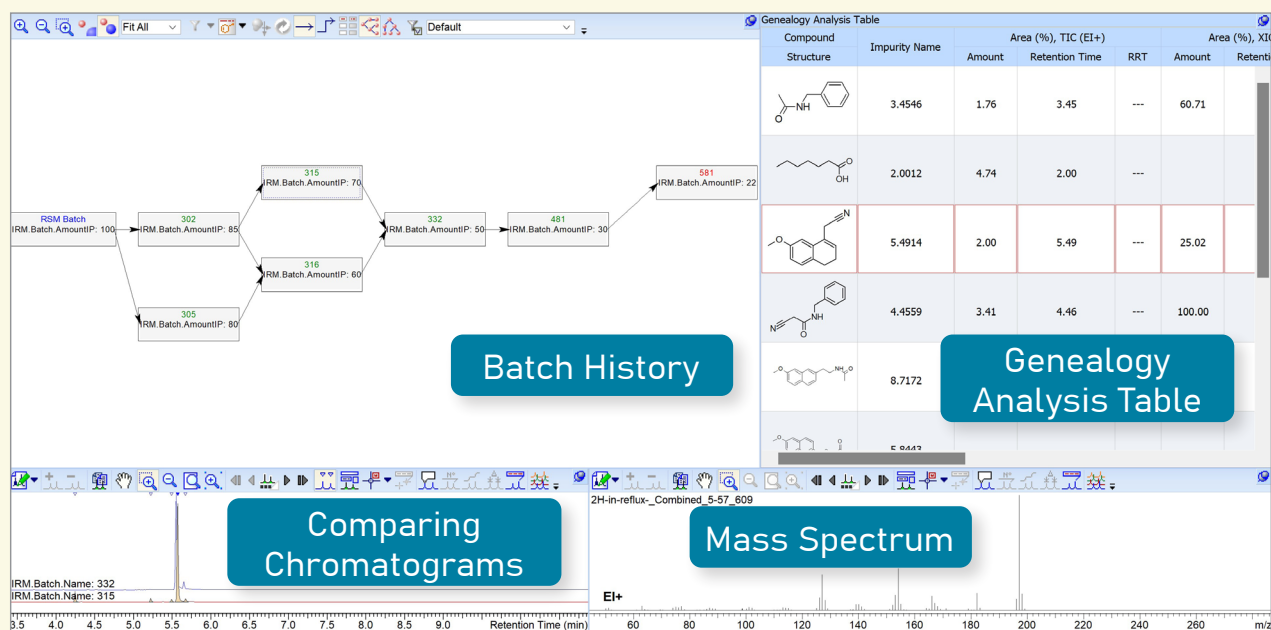 Fit All
Default
Genealogy Analysis Table
Compound
Structure
Impurity Name
Area (%), TIC (EI+)
Area (%), XIC
Amount
Retention Time
RRT
Amount
Retenti
NH
O
3.4546
1.76
3.45
---
60.71
O
OH
2.0012
4.74
2.00
---
N
O
5.4914
2.00
5.49
---
25.02
N
NH
O
4.4559
3.41
4.46
---
100.00
O
NH
O
8.7172
O
O
5.8443
RSM Batch
IRM.Batch.AmountIP: 100
302
IRM.Batch.AmountIP: 85
305
IRM.Batch.AmountIP: 80
315
IRM.Batch.AmountIP: 70
316
IRM.Batch.AmountIP: 60
332
IRM.Batch.AmountIP: 50
481
IRM.Batch.AmountIP: 30
581
IRM.Batch.AmountIP: 22
Batch History
Genealogy
Analysis Table
Comparing
Chromatograms
IRM.Batch.Name: 332
IRM.Batch.Name: 315
3.5 4.0 4.5 5.0 5.5 6.0 6.5 7.0 7.5 8.0 8.5 9.0 Retention Time (min)
2H-in-reflux-_Combined_5-57_609
Mass Spectrum
EI+
60 80 100 120 140 160 180 200 220 240 260 m/z